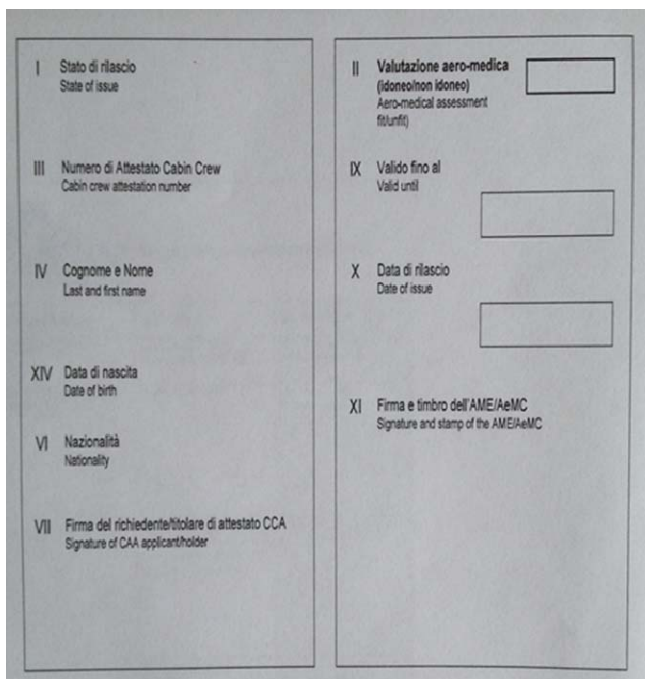 I Stato di rilascio
State of issue
III Numero di Attestato Cabin Crew
Cabin crew attestation number
IV Cognome e Nome
Last and first name
XIV Data di nascita
Date of birth
VI Nazionalità
Nationality
VII Firma del richiedente/titolare di attestato CCA
Signature of CAA applicant/holder
II Valutazione aero-medica
(idoneo/non idoneo)
Aero-medical assessment
fit/unfit)
IX Valido fino al
Valid until
X Data di rilascio
Date of issue
XI Firma e timbro dell'AME/AeMC
Signature and stamp of the AME/AeMC